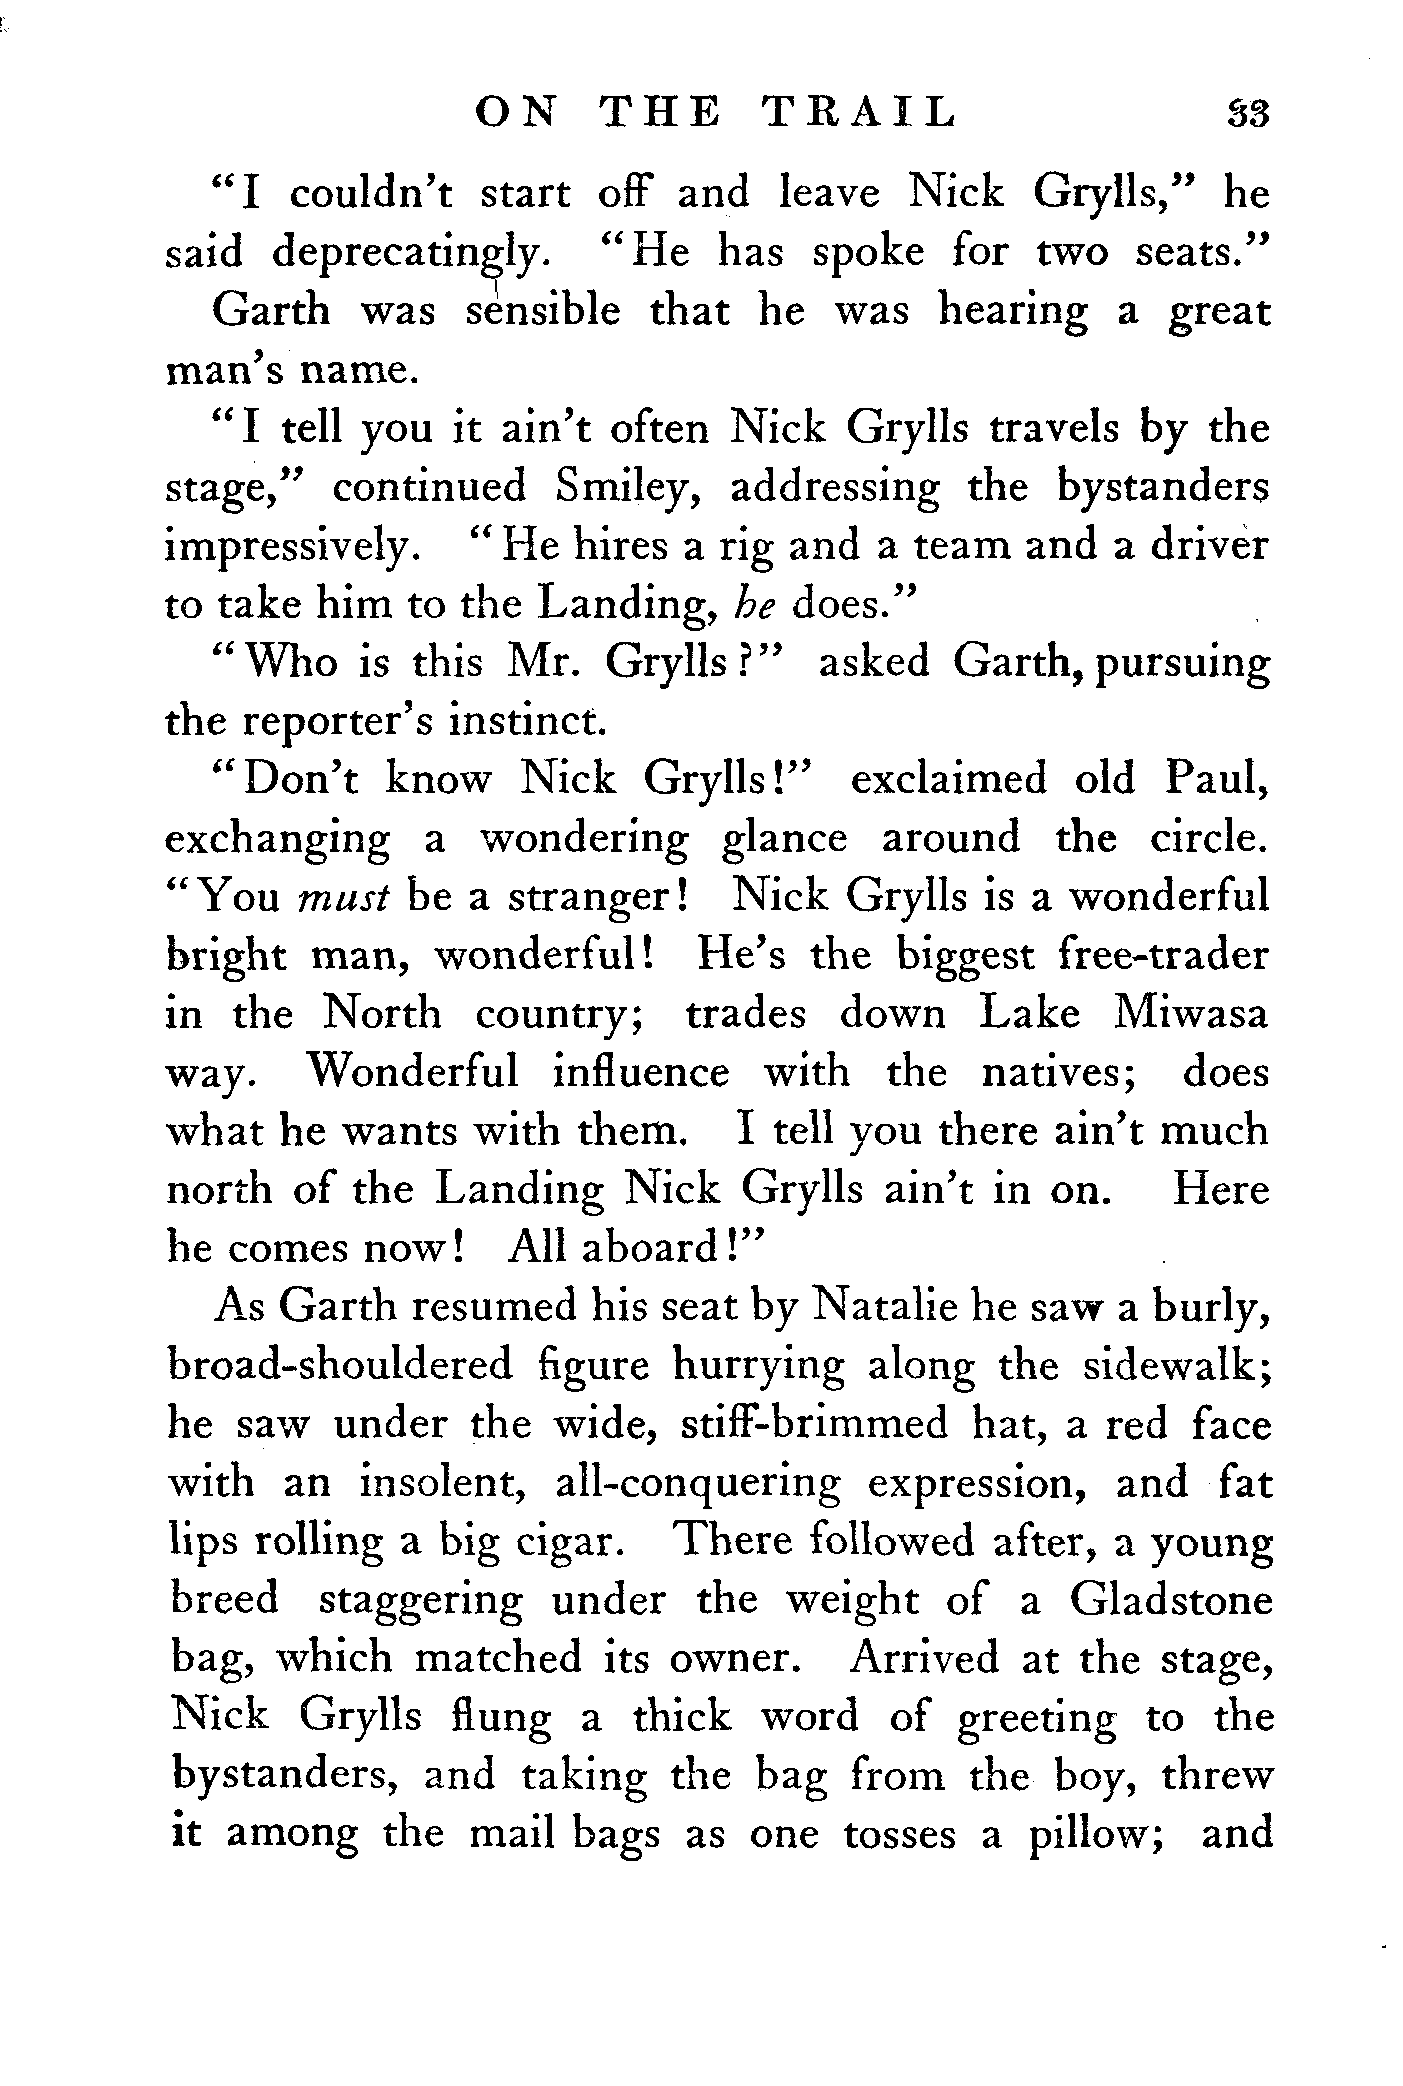 ON THE TRAIL 33
"I couldn't start off and leave Nick Grylls," he
said deprecatingly. "He has spoke for two seats."
Garth was sensible that he was hearing a great
man's name.
"I tell you it ain't often Nick Grylls travels by the
stage," continued Smiley, addressing the bystanders
impressively. "He hires a rig and a team and a driver
to take him to the Landing, he does."
"Who is this Mr. Grylls?" asked Garth, pursuing
the reporter's instinct.
"Don't know Nick Grylls!" exclaimed old Paul,
exchanging a wondering glance around the circle.
"You must be a stranger! Nick Grylls is a wonderful
bright man, wonderful! He's the biggest free-trader
in the North country; trades down Lake Miwasa
way. Wonderful influence with the natives; does
what he wants with them. I tell you there ain't much
north of the Landing Nick Grylls ain't in on. Here
he comes now! All aboard!"
As Garth resumed his seat by Natalie he saw a burly,
broad-shouldered figure hurrying along the sidewalk;
he saw under the wide, stiff-brimmed hat, a red face
with an insolent, all-conquering expression, and fat
lips rolling a big cigar. There followed after, a young
breed staggering under the weight of a Gladstone
bag, which matched its owner. Arrived at the stage,
Nick Grylls flung a thick word of greeting to the
bystanders, and taking the bag from the boy, threw
it among the mail bags as one tosses a pillow; and